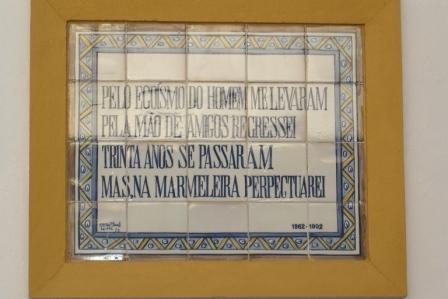 PELO EGOISMO DO HOMEM ME LEVARAM
PELA MÃO DE AMIGOS REGRESSEI
TRINTA ANOS SE PASSARAM
MAS, NA MARMELEIRA PERPECTUAREI
1962-1992